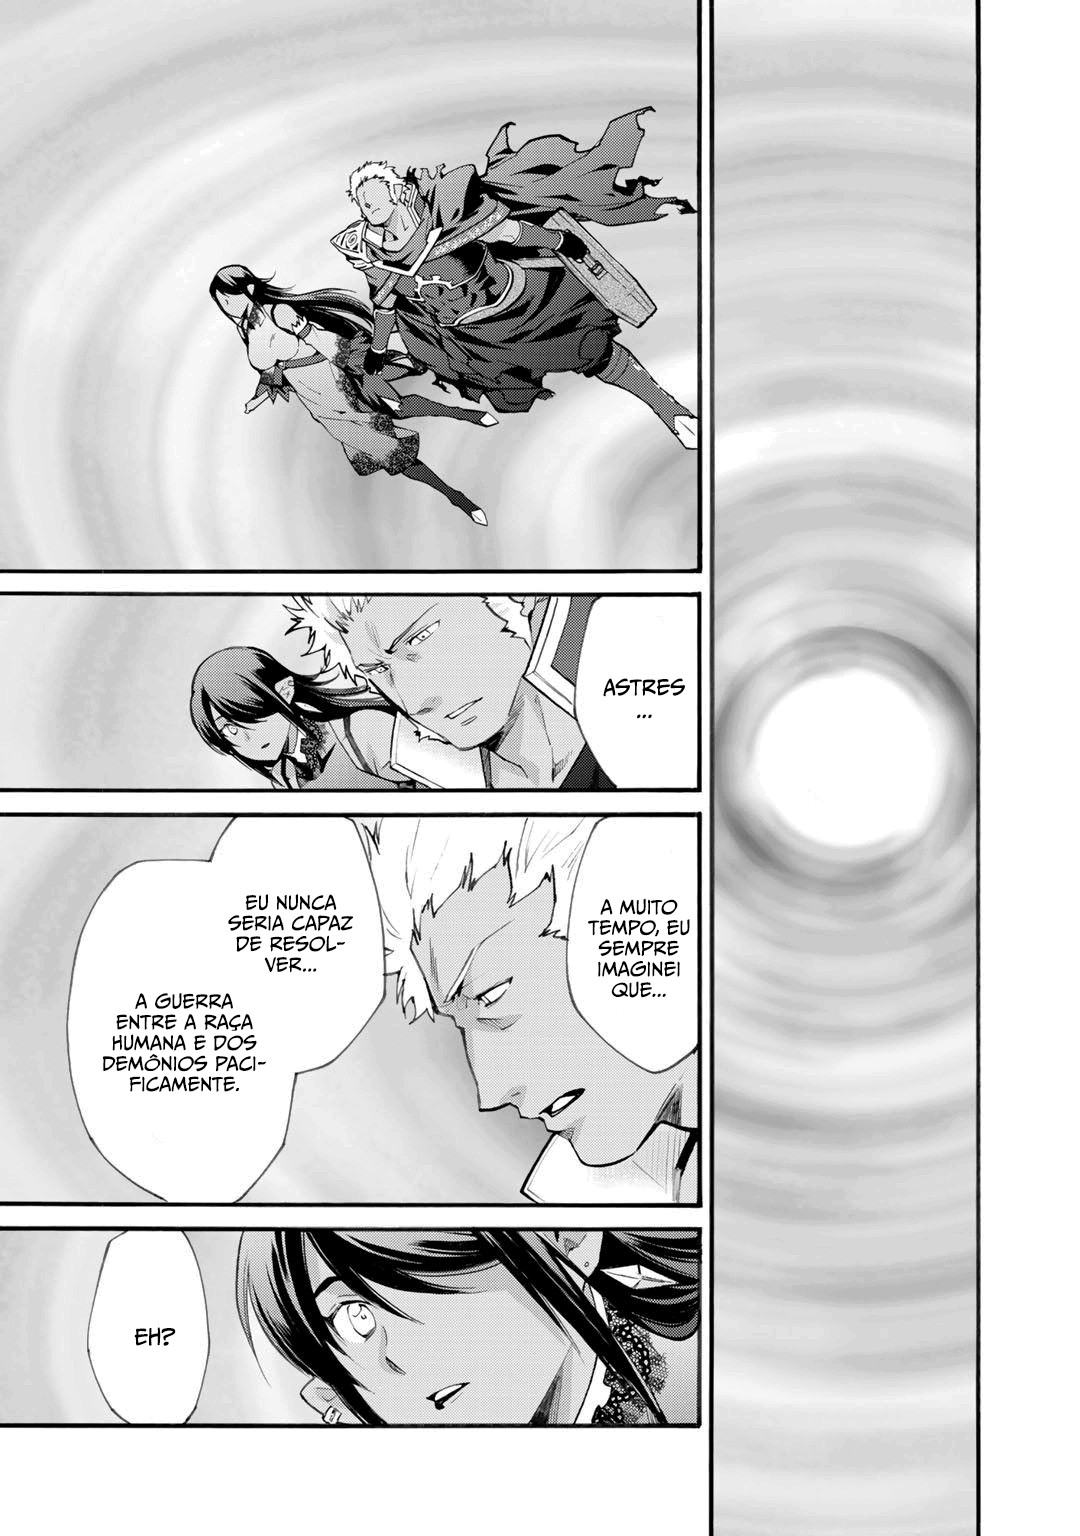 ASTRES
...
A MUITO
TEMPO, EU
SEMPRE
IMAGINEI
QUE...
EU NUNCA
SERIA CAPAZ
DE RESOL-
VER...
A GUERRA
ENTRE A RAÇA
HUMANA E DOS
DEMÔNIOS PACI-
FICAMENTE.
EH?